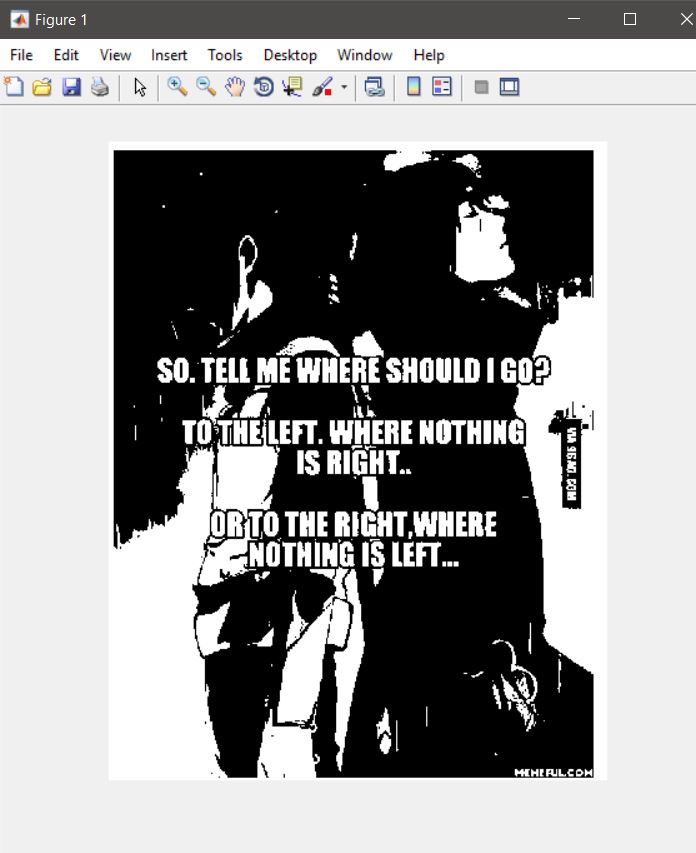 Figure 1
File Edit View Insert Tools Desktop Window Help
SO. TELL ME WHERE SHOULD I GO?
TO THE LEFT. WHERE NOTHING
IS RIGHT..
VIA 9GAG.COM
OR TO THE RIGHT,WHERE
NOTHING IS LEFT...
MEMEFUL.COM